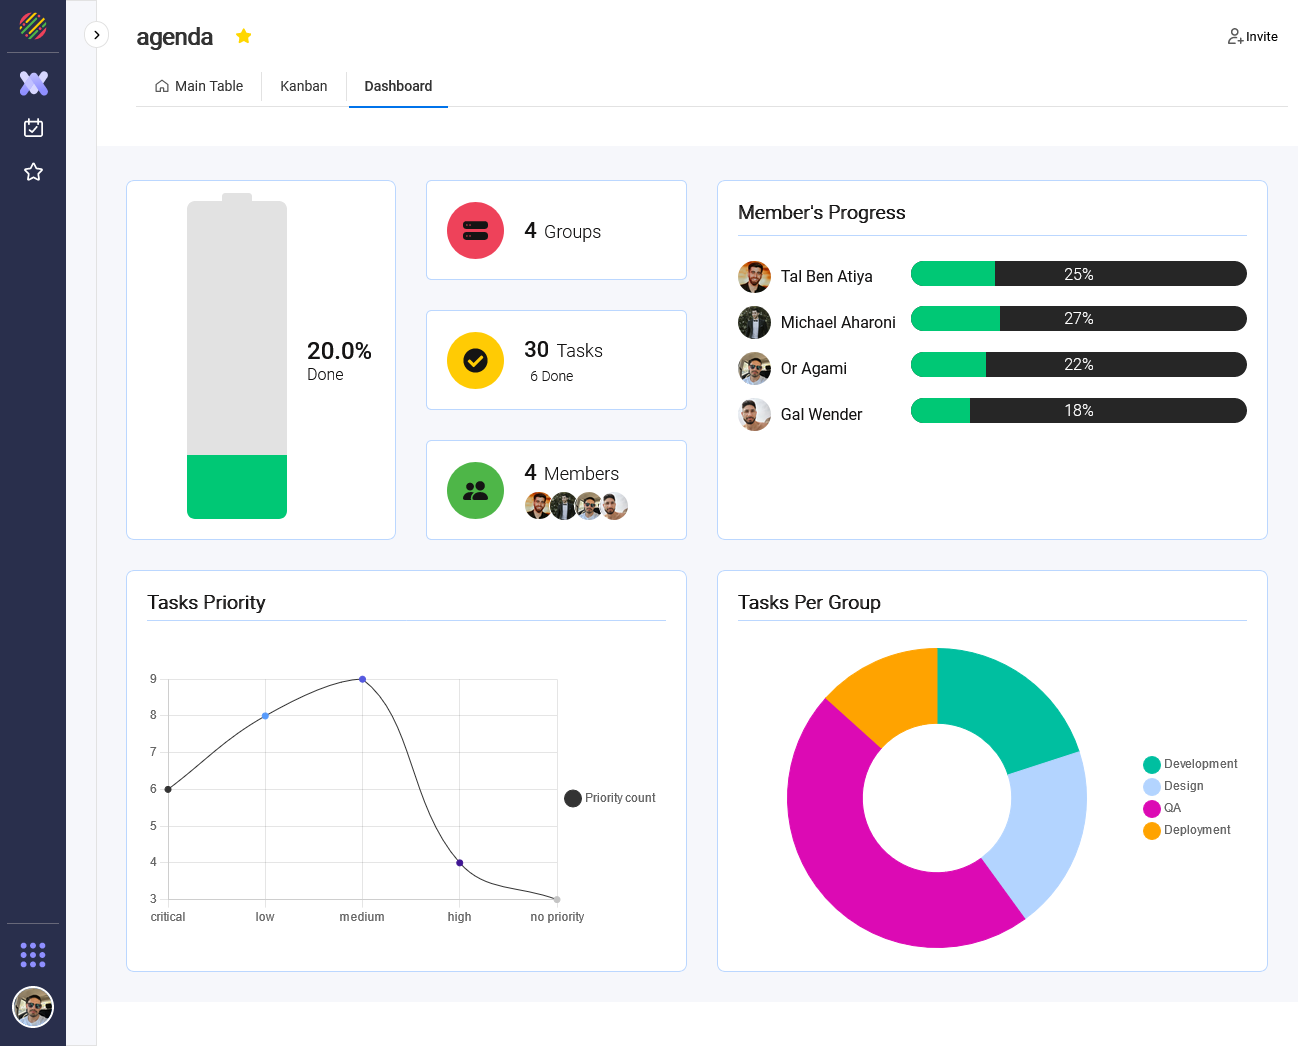 agenda
Invite
Main Table
Kanban
Dashboard
20.0%
Done
4 Groups
30 Tasks
6 Done
4 Members
Member's Progress
Tal Ben Atiya
25%
Michael Aharoni
27%
Or Agami
22%
Gal Wender
18%
Tasks Priority
9
8
7
6
5
4
3
critical
low
medium
high
no priority
Priority count
Tasks Per Group
Development
Design
QA
Deployment